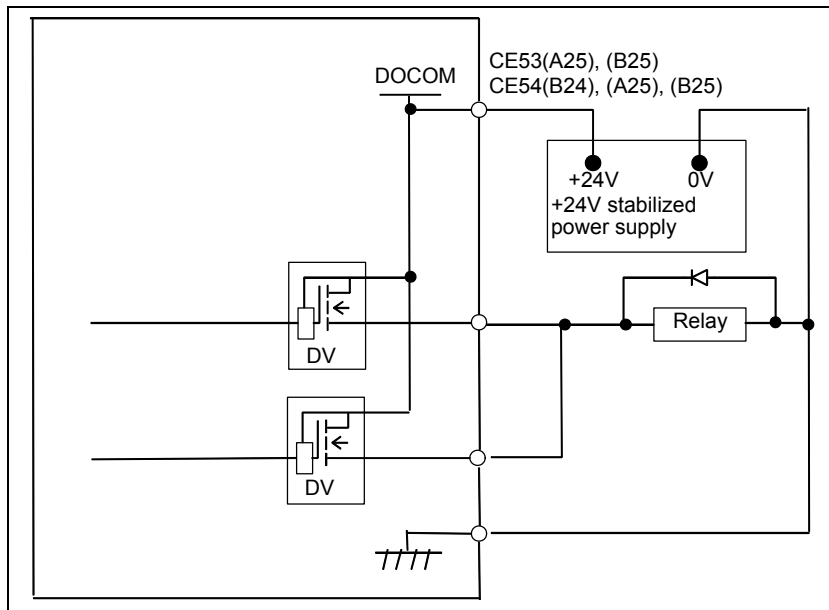 CE53(A25), (B25)
DOCOM
CE54(B24), (A25), (B25)
+24V
0V
+24V stabilized
power supply
Relay
DV
DV